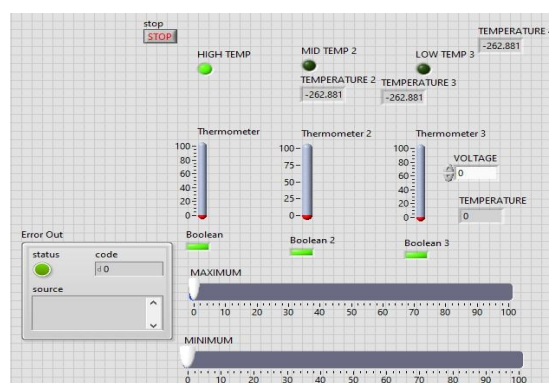 stop
STOP
HIGH TEMP
MID TEMP 2
LOW TEMP 3
TEMPERATURE
-262.881
TEMPERATURE 2
-262.881
TEMPERATURE 3
-262.881
Thermometer
100
80
60
40
20
0
Thermometer 2
100
75
50
25
0
Thermometer 3
100
80
60
40
20
0
VOLTAGE
0
TEMPERATURE
0
Boolean
Boolean 2
Boolean 3
Error Out
status
code
d 0
source
MAXIMUM
0 10 20 30 40 50 60 70 80 90 100
MINIMUM
0 10 20 30 40 50 60 70 80 90 100